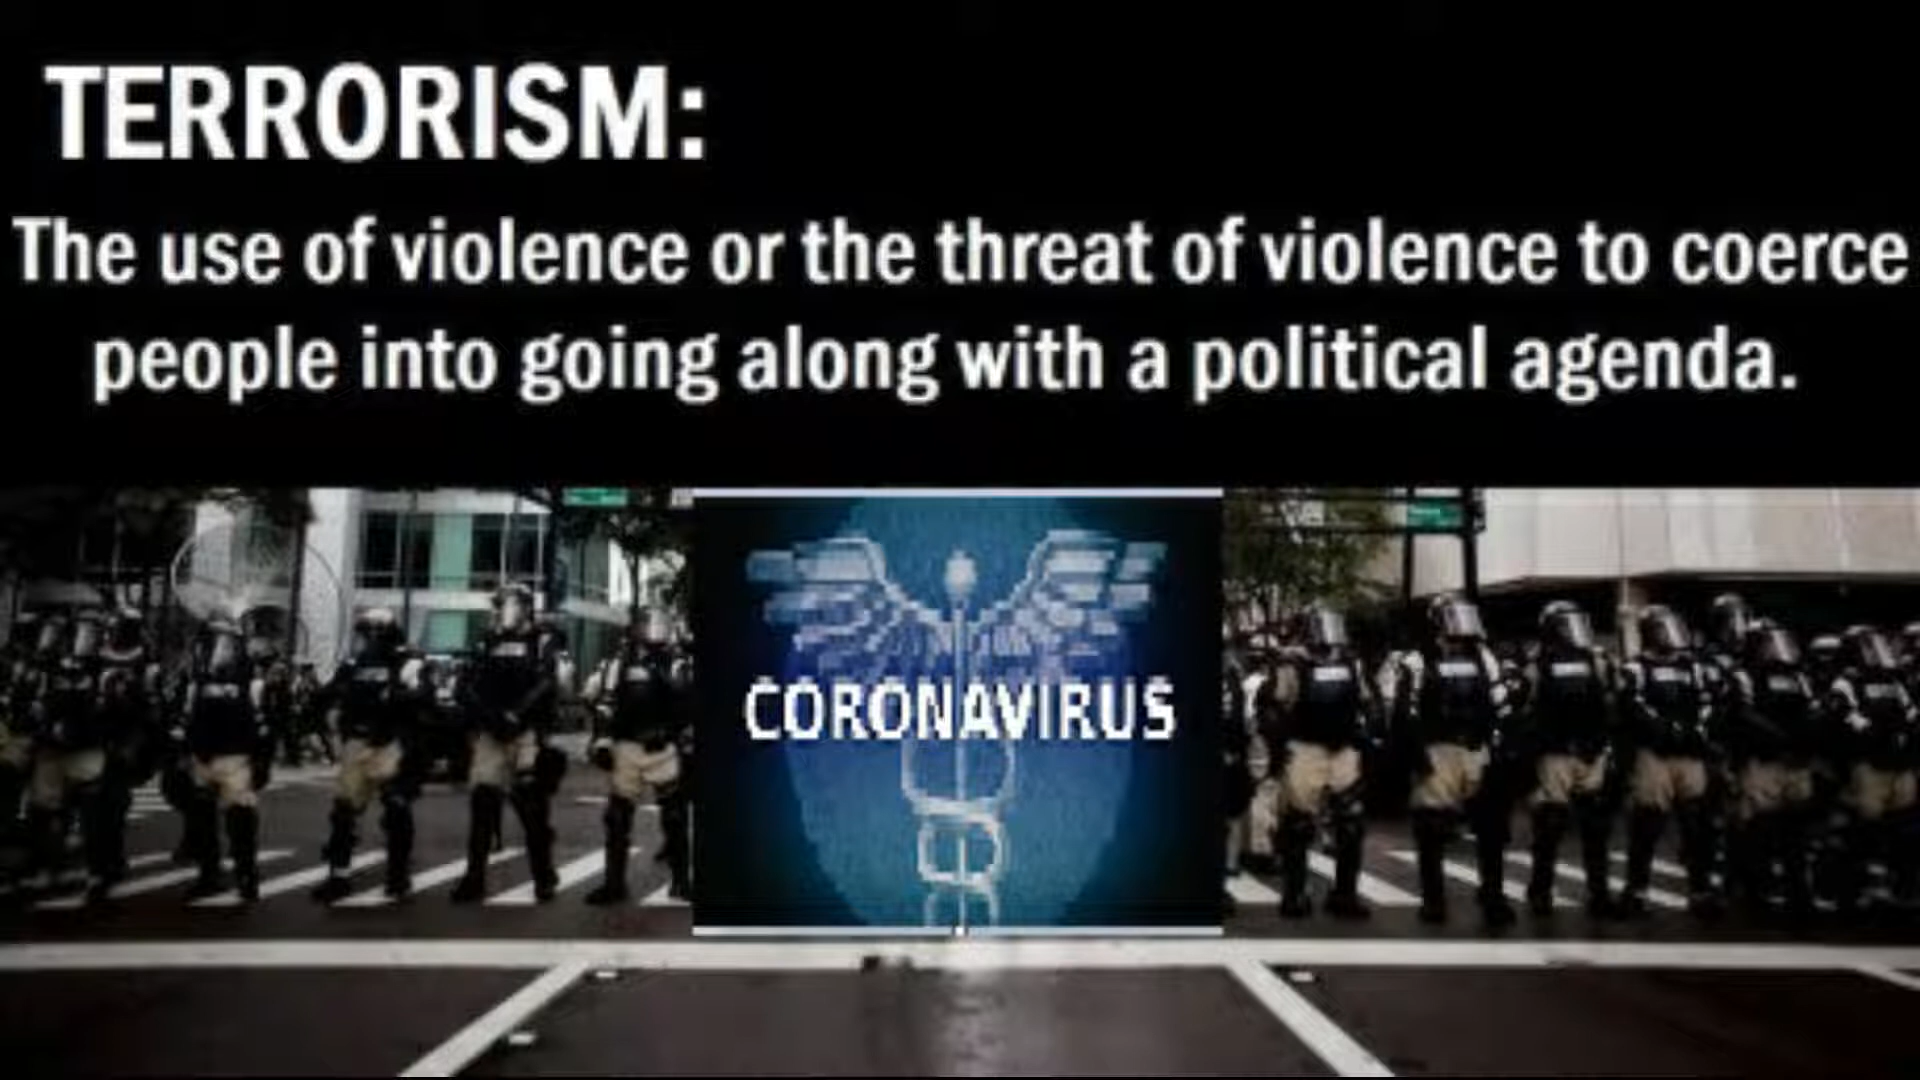 TERRORISM:
The use of violence or the threat of violence to coerce
people into going along with a political agenda.
CORONAVIRUS